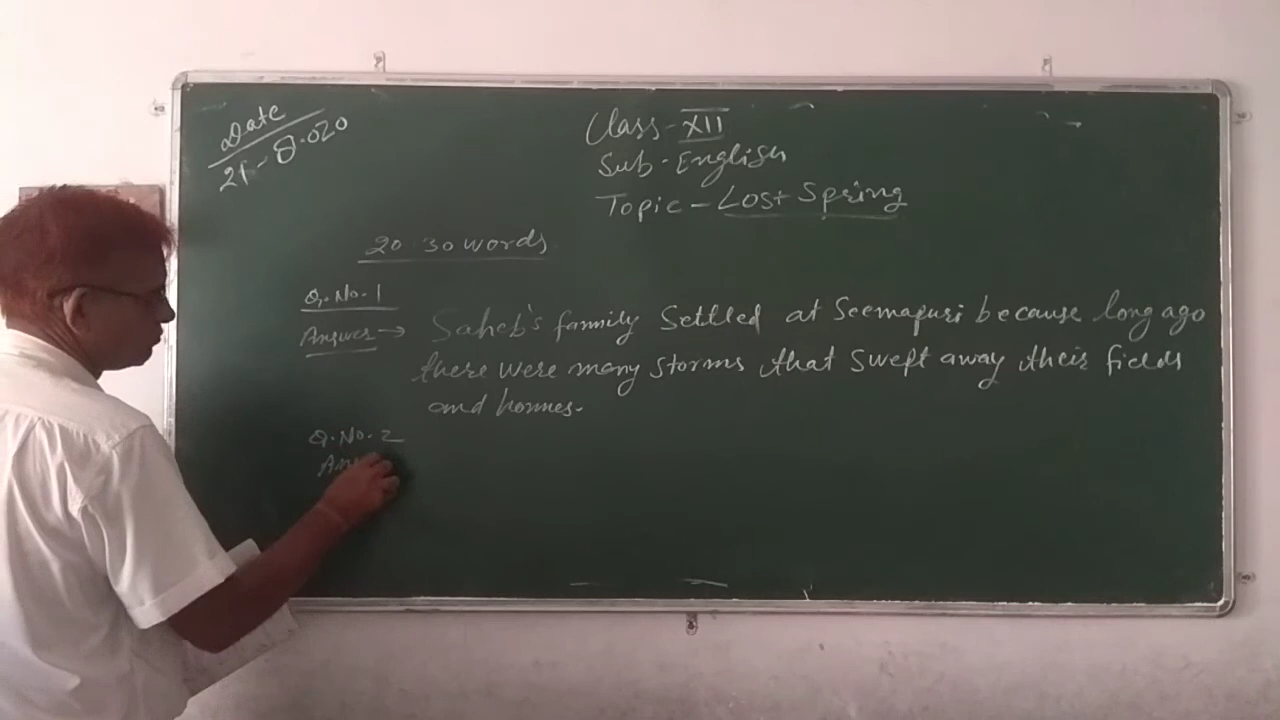 Date
21-8.020
Class-XII
Sub-English
Topic-Lost Spring
20.30 words
Q.No.1
Answer→ Saheb's family Settled at Seemapuri because long ago
there were many storms that swept away their fields
and homes.
Q.No.2